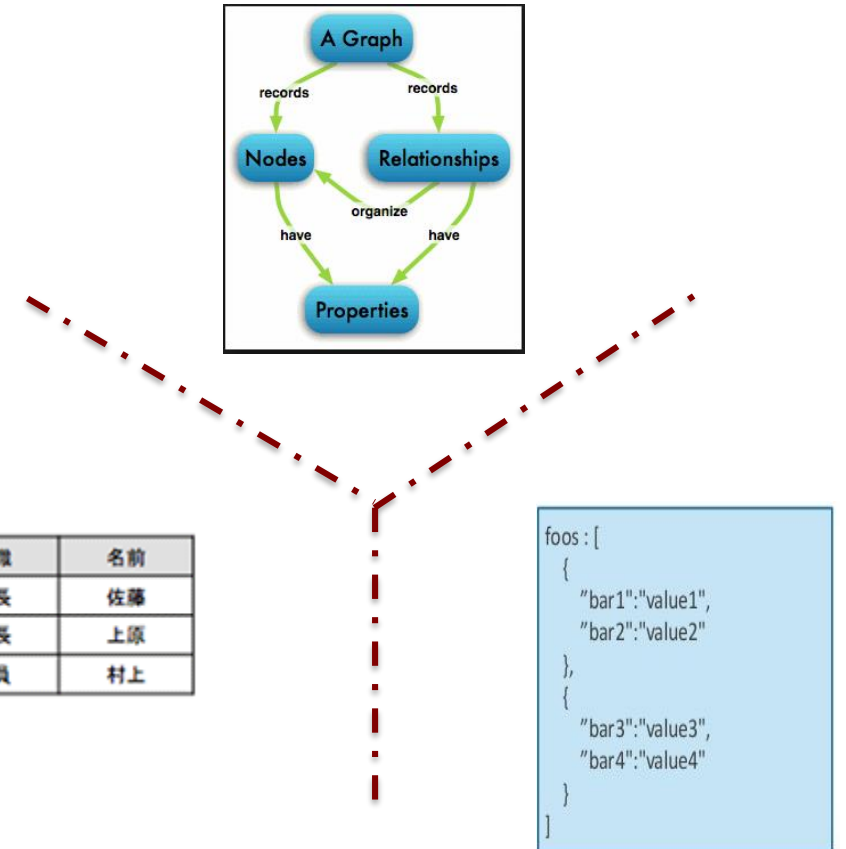 A Graph
records
records
Nodes
Relationships
organize
have
have
Properties
名前
佐藤
上原
村上
foos : [
{
"bar1":"value1",
"bar2":"value2"
},
{
"bar3":"value3",
"bar4":"value4"
}
]